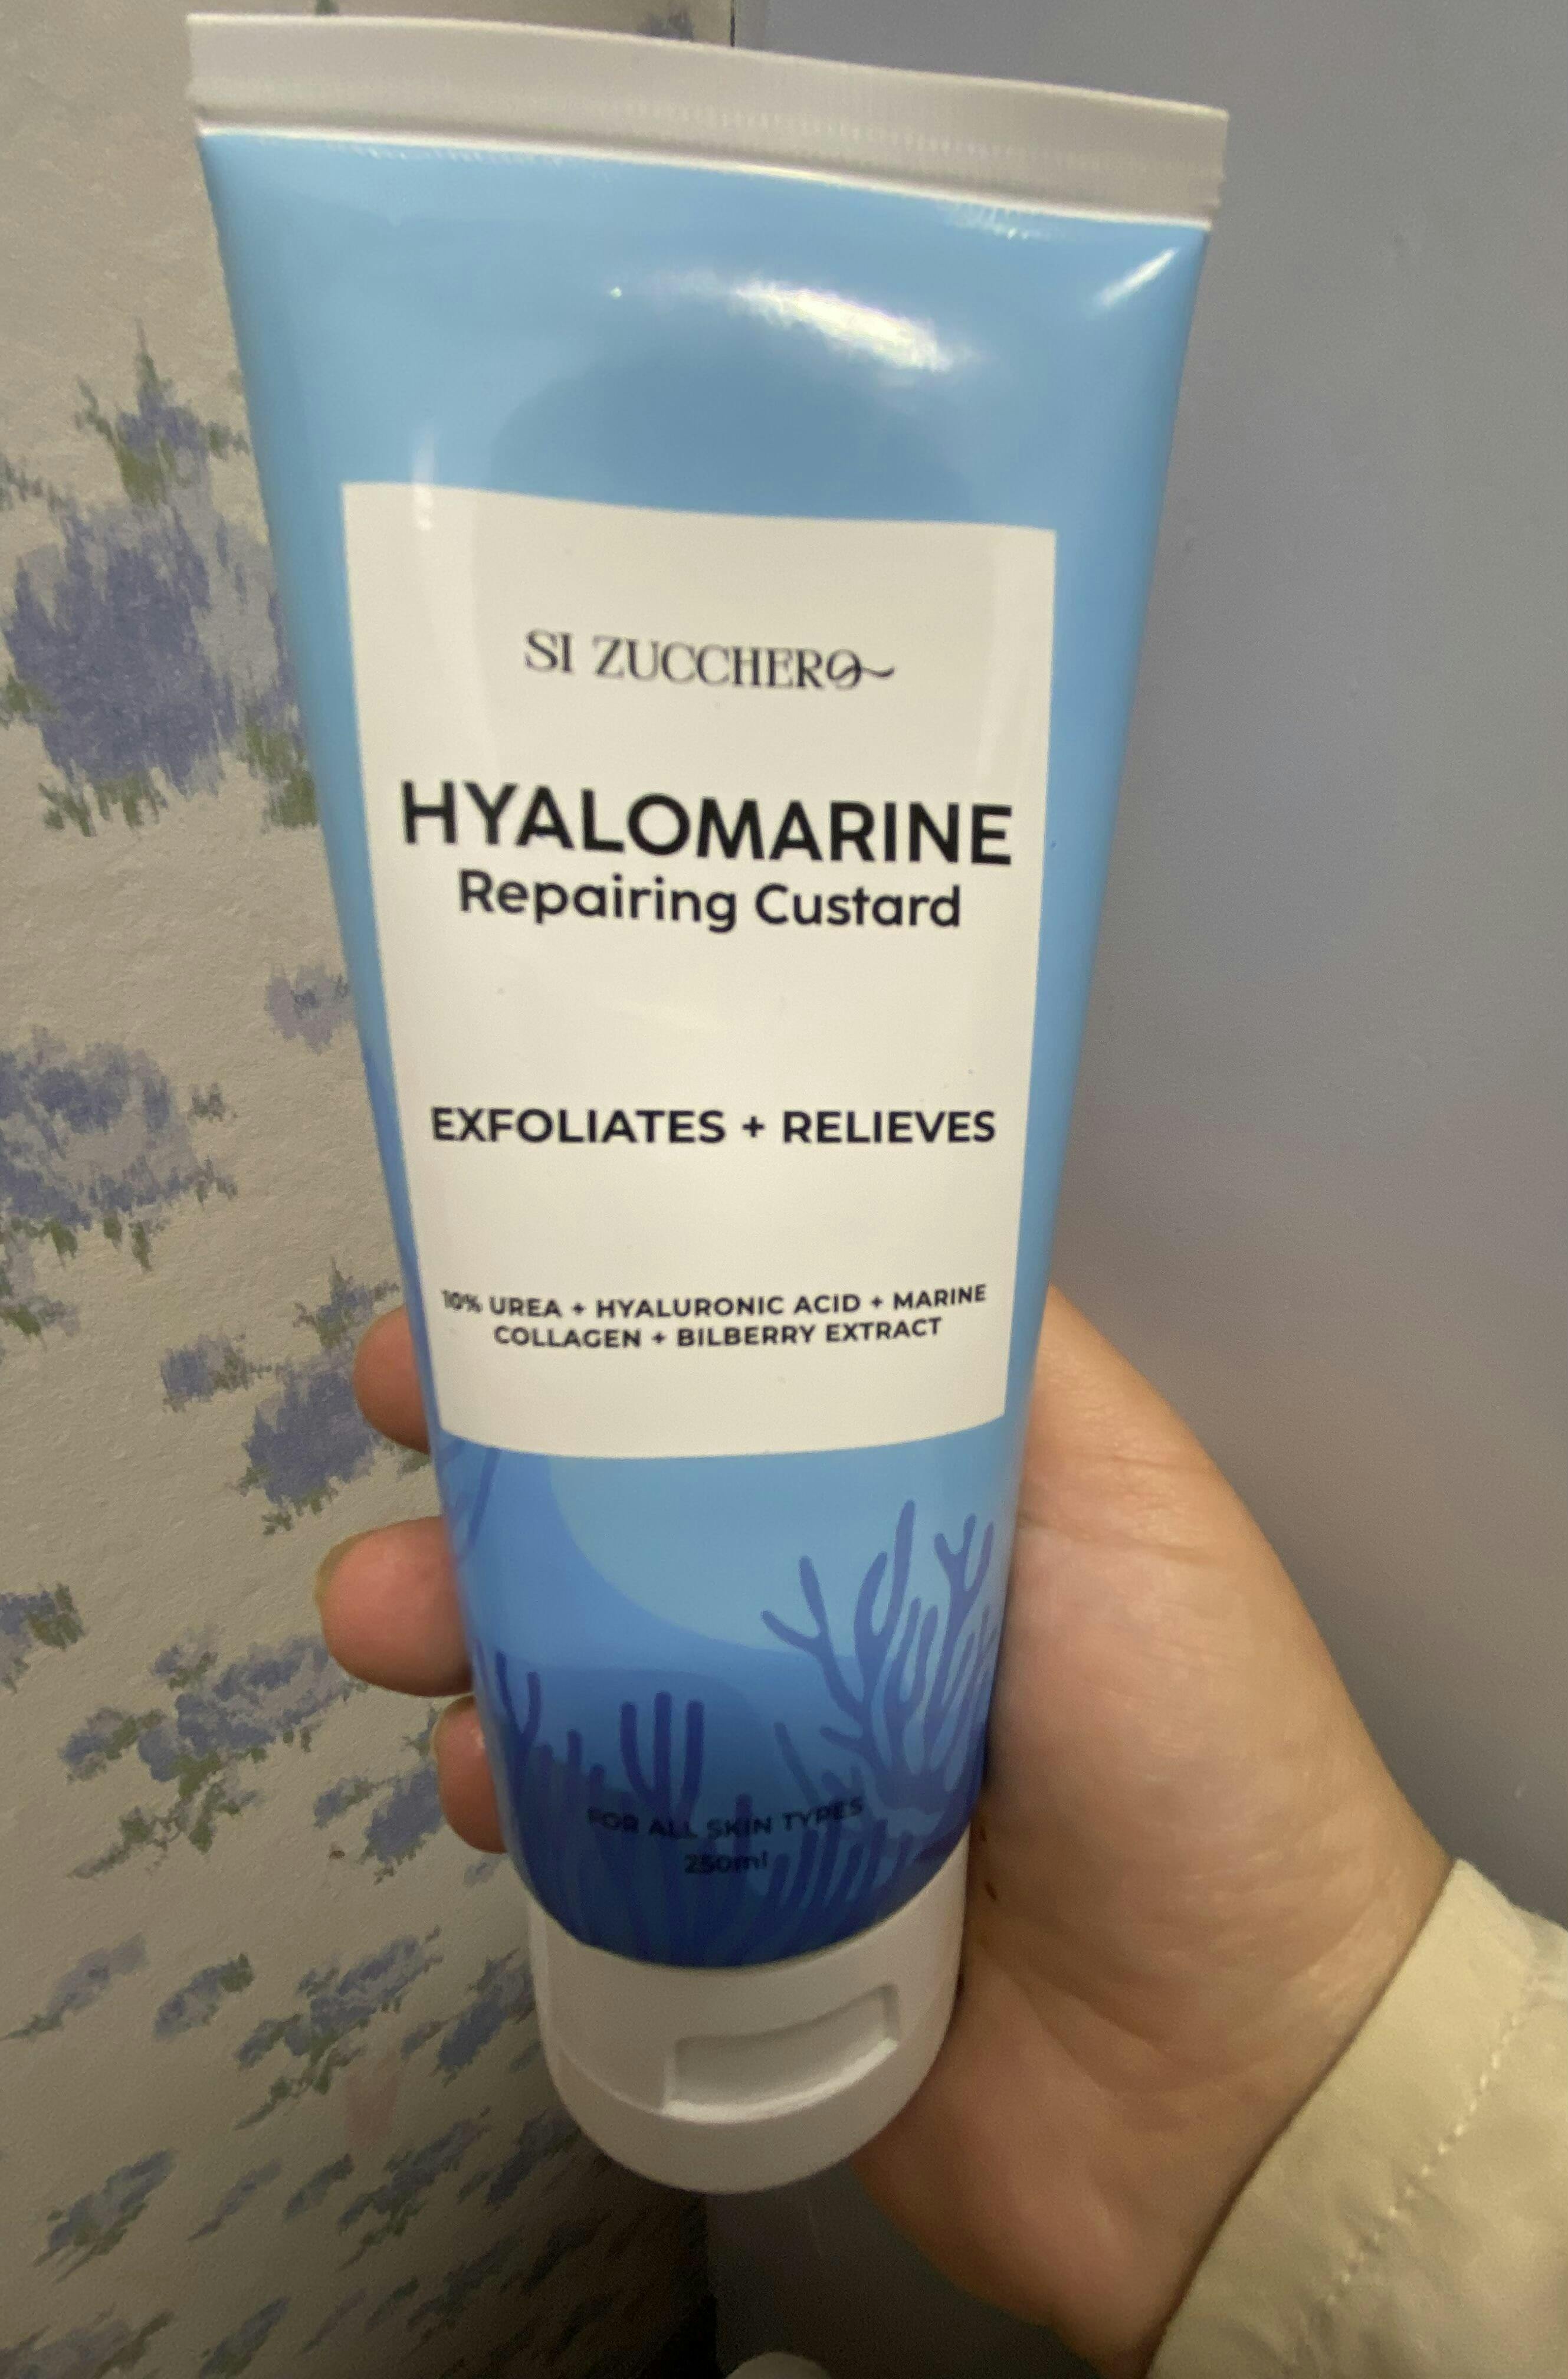 SI ZUCCHERO
HYALOMARINE
Repairing Custard
EXFOLIATES + RELIEVES
10% UREA + HYALURONIC ACID + MARINE
COLLAGEN + BILBERRY EXTRACT
FOR ALL SKIN TYPES
250ml